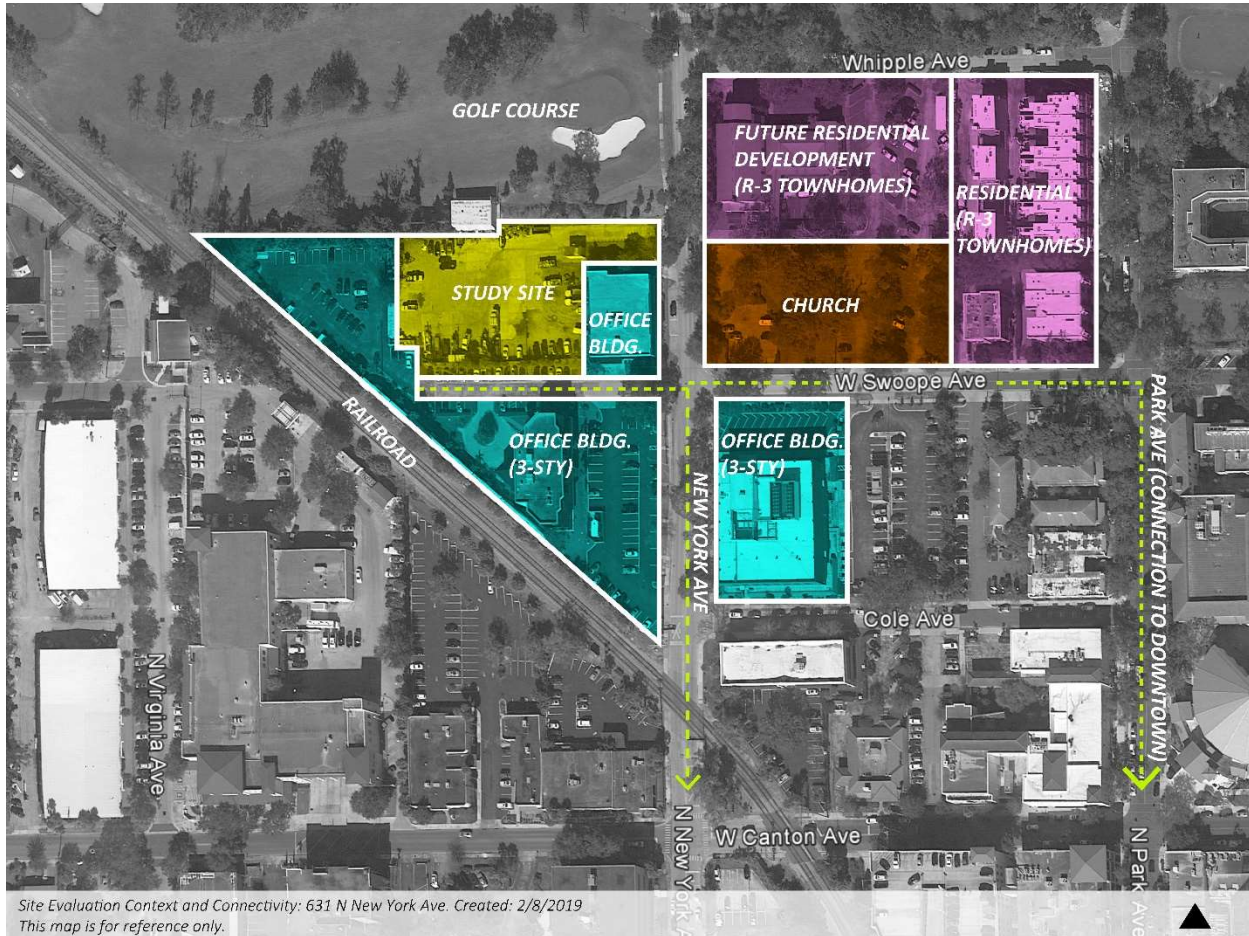 Whipple Ave
GOLF COURSE
FUTURE RESIDENTIAL
DEVELOPMENT
(R-3 TOWNHOMES)
RESIDENTIAL
(R-3
TOWNHOMES)
STUDY SITE
OFFICE
BLDG.
CHURCH
W Swoope Ave
RAILROAD
OFFICE BLDG.
(3-STY)
OFFICE BLDG.
(3-STY)
NEW YORK AVE
PARK AVE (CONNECTION TO DOWNTOWN)
Cole Ave
N Virginia Ave
W Canton Ave
N New York A
N Park Ave
Site Evaluation Context and Connectivity: 631 N New York Ave. Created: 2/8/2019
This map is for reference only.